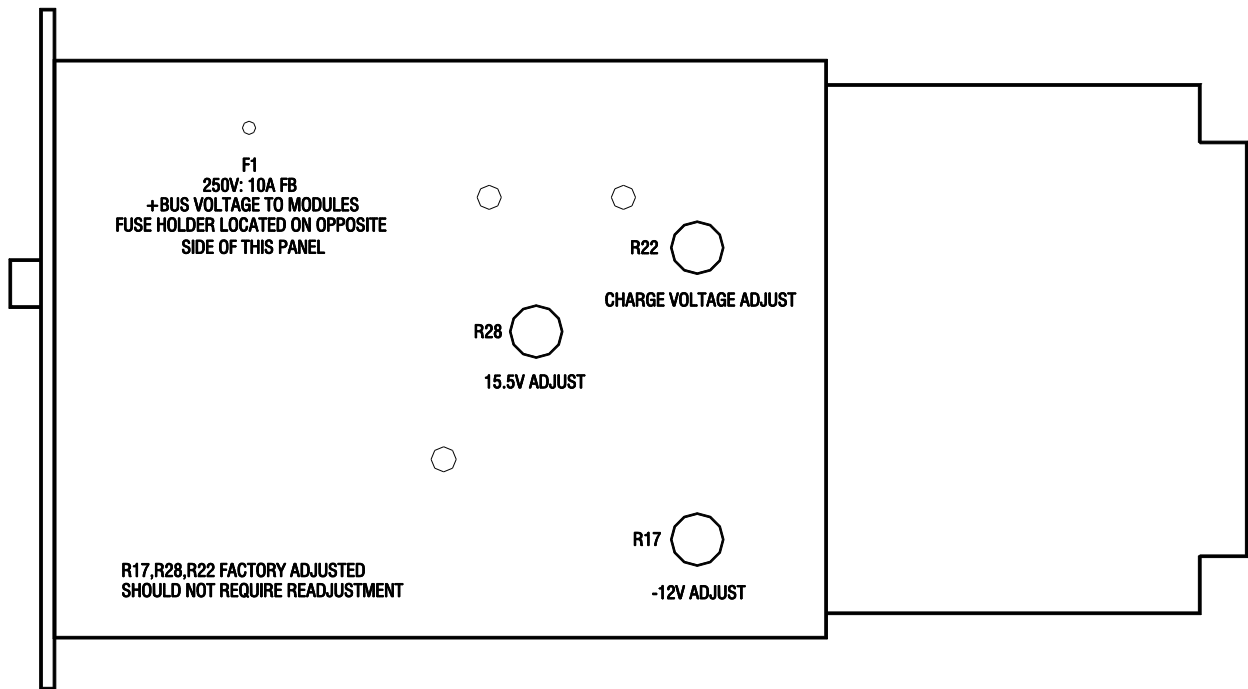 F1
250V: 10A FB
+BUS VOLTAGE TO MODULES
FUSE HOLDER LOCATED ON OPPOSITE
SIDE OF THIS PANEL
R22
CHARGE VOLTAGE ADJUST
R28
15.5V ADJUST
R17
-12V ADJUST
R17,R28,R22 FACTORY ADJUSTED
SHOULD NOT REQUIRE READJUSTMENT